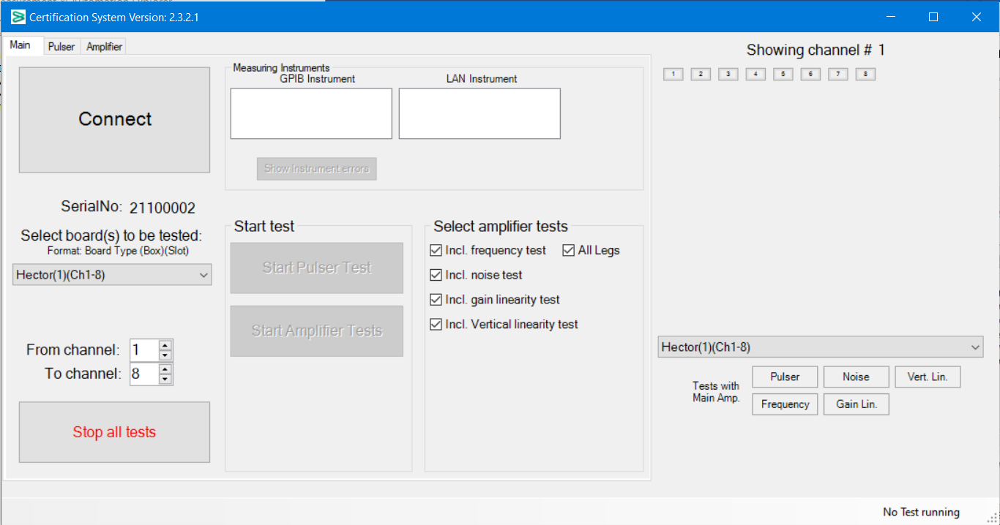 Certification System Version: 2.3.2.1
Main
Pulser
Amplifier
Connect
Measuring Instruments
GPIB Instrument
LAN Instrument
Show Instrument errors
SerialNo: 21100002
Select board(s) to be tested:
Format: Board Type (Box)(Slot)
Hector(1)(Ch1-8)
From channel: 1
To channel: 8
Stop all tests
Start test
Start Pulser Test
Start Amplifier Tests
Select amplifier tests
Incl. frequency test
All Legs
Incl. noise test
Incl. gain linearity test
Incl. Vertical linearity test
Showing channel # 1
1 2 3 4 5 6 7 8
Hector(1)(Ch1-8)
Tests with
Main Amp.
Pulser
Noise
Vert. Lin.
Frequency
Gain Lin.
No Test running